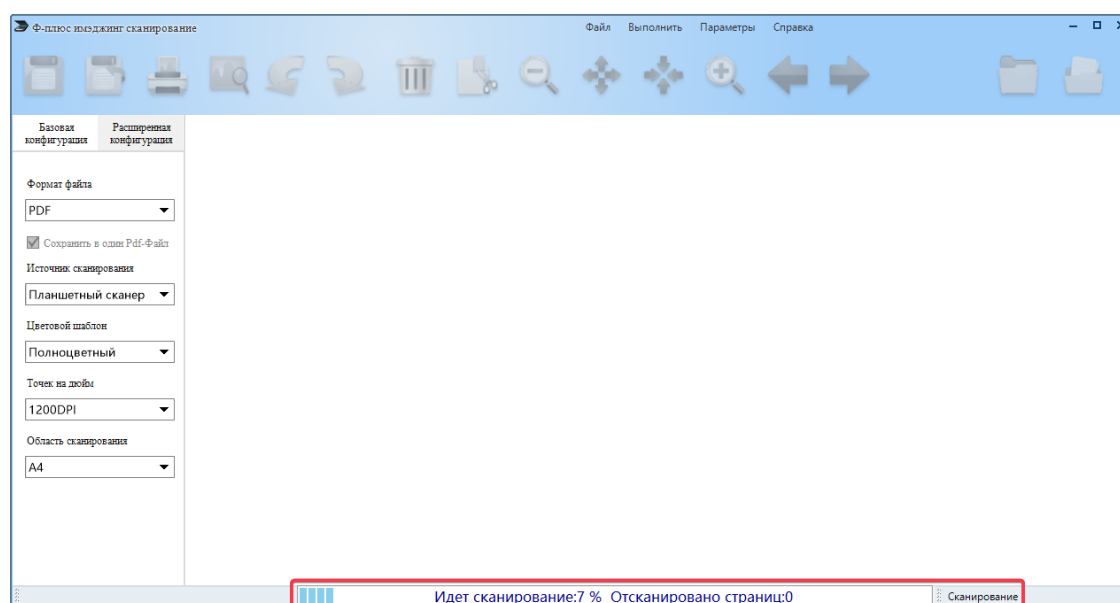 Ф-плюс имэджинг сканирование
Файл Выполнить Параметры Справка
Базовая конфигурация
Расширенная конфигурация
Формат файла
PDF
Сохранить в один Pdf-Файл
Источник сканирования
Планшетный сканер
Цветовой шаблон
Полноцветный
Точек на дюйм
1200DPI
Область сканирования
A4
Идет сканирование:7 % Отсканировано страниц:0
Сканирование